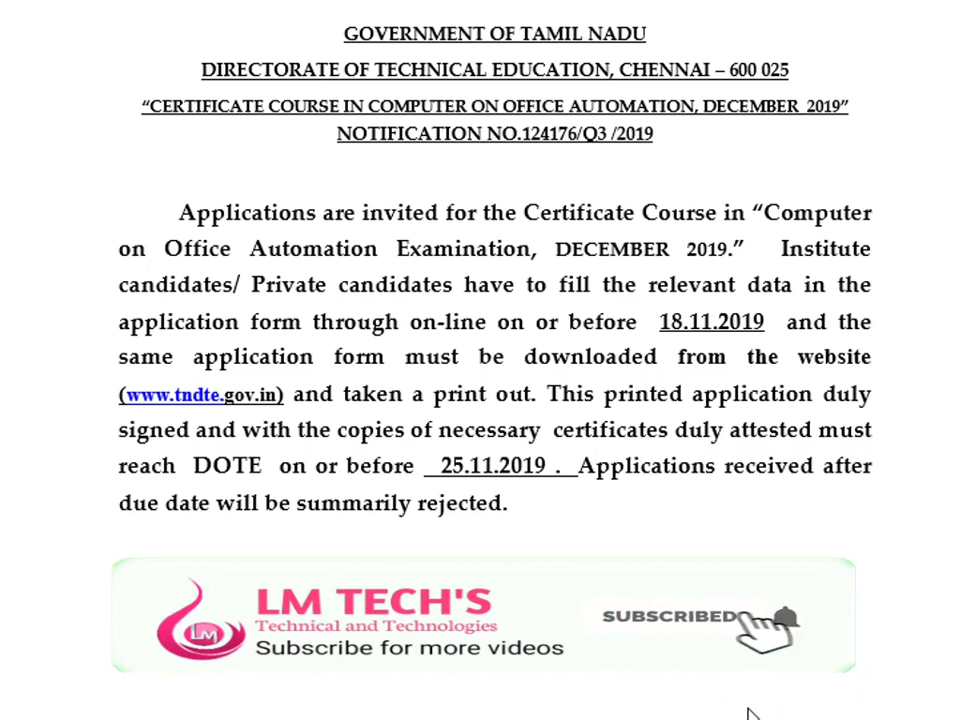 GOVERNMENT OF TAMIL NADU
DIRECTORATE OF TECHNICAL EDUCATION, CHENNAI – 600 025
“CERTIFICATE COURSE IN COMPUTER ON OFFICE AUTOMATION, DECEMBER 2019”
NOTIFICATION NO.124176/Q3 /2019
Applications are invited for the Certificate Course in “Computer
on Office Automation Examination, DECEMBER 2019.” Institute
candidates/ Private candidates have to fill the relevant data in the
application form through on-line on or before 18.11.2019 and the
same application form must be downloaded from the website
(www.tndte.gov.in) and taken a print out. This printed application duly
signed and with the copies of necessary certificates duly attested must
reach DOTE on or before 25.11.2019 . Applications received after
due date will be summarily rejected.
LM
LM TECH'S
Technical and Technologies
Subscribe for more videos
SUBSCRIBED